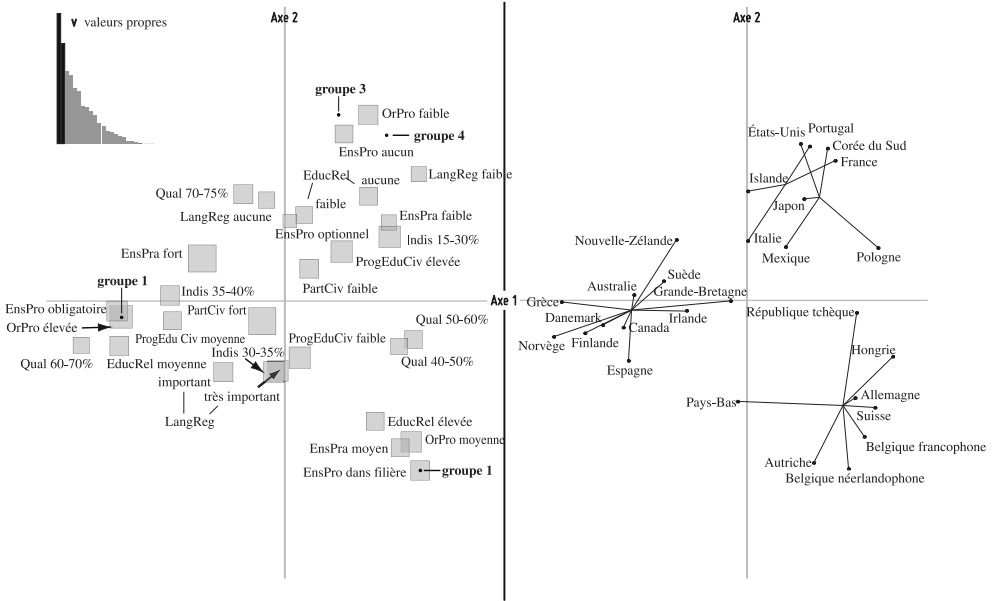 Axe 2
valeurs propres
groupe 3
OrPro faible
groupe 4
EnsPro aucun
LangReg faible
EducRel aucune
faible
Qual 70-75%
LangReg aucune
EnsPra faible
EnsPro optionnel
Indis 15-30%
EnsPra fort
ProgEduCiv élevée
PartCiv faible
groupe 1
Indis 35-40%
Axe 1
EnsPro obligatoire
PartCiv fort
OrPro élevée
Qual 50-60%
ProgEdu Civ moyenne
ProgEduCiv faible
Indis 30-35%
Qual 60-70%
EducRel moyenne
Qual 40-50%
important
très important
LangReg
EducRel élevée
OrPro moyenne
EnsPra moyen
EnsPro dans filière
groupe 1
Axe 2
États-Unis
Portugal
Corée du Sud
France
Islande
Japon
Nouvelle-Zélande
Italie
Mexique
Pologne
Suède
Australie
Grande-Bretagne
Grèce
Danemark
Irlande
République tchèque
Canada
Norvège
Finlande
Hongrie
Espagne
Pays-Bas
Allemagne
Suisse
Belgique francophone
Autriche
Belgique néerlandophone